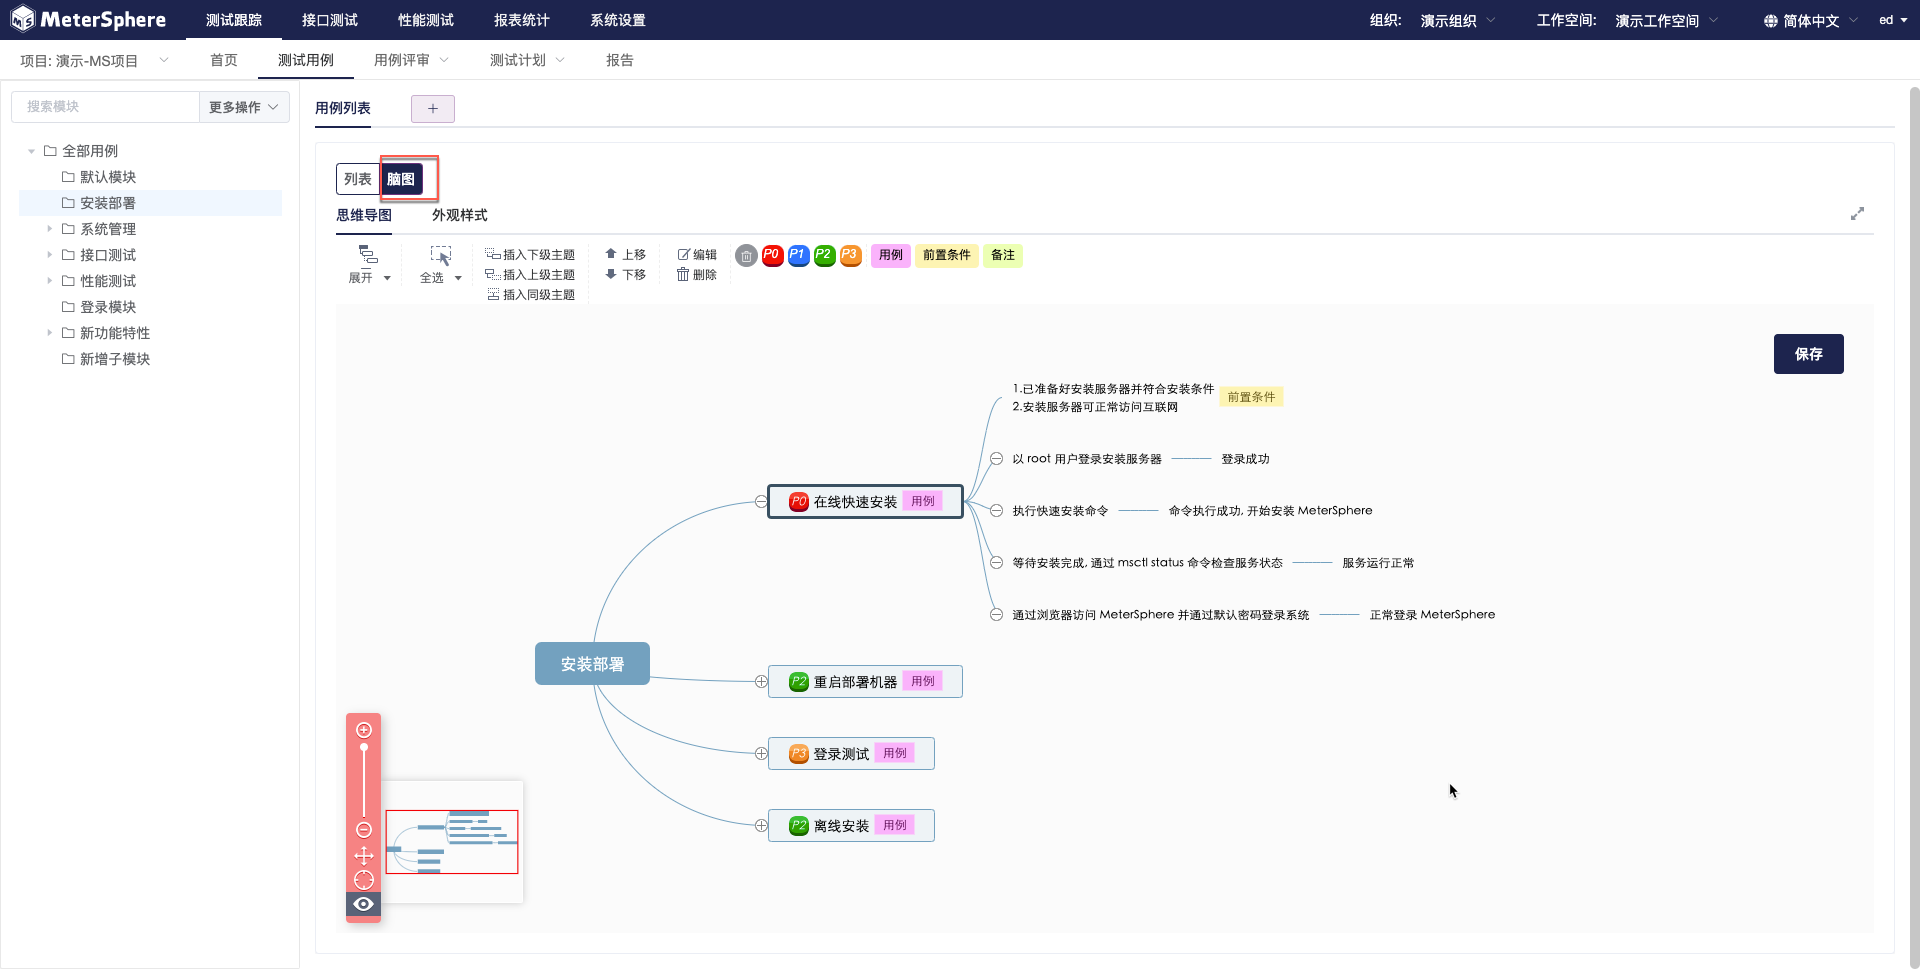 MeterSphere
测试跟踪
接口测试
性能测试
报表统计
系统设置
组织:
演示组织
工作空间:
演示工作空间
简体中文
ed
项目: 演示-MS项目
首页
测试用例
用例评审
测试计划
报告
搜索模块
更多操作
全部用例
默认模块
安装部署
系统管理
接口测试
性能测试
登录模块
新功能特性
新增子模块
用例列表
+
列表
脑图
思维导图
外观样式
展开
全选
插入下级主题
插入上级主题
插入同级主题
上移
下移
编辑
删除
P0
P1
P2
P3
用例
前置条件
备注
保存
1.已准备好安装服务器并符合安装条件
2.安装服务器可正常访问互联网
前置条件
以 root 用户登录安装服务器
登录成功
P0 在线快速安装 用例
执行快速安装命令
命令执行成功, 开始安装 MeterSphere
等待安装完成, 通过 msctl status 命令检查服务状态
服务运行正常
通过浏览器访问 MeterSphere 并通过默认密码登录系统
正常登录 MeterSphere
安装部署
P2 重启部署机器 用例
P3 登录测试 用例
P2 离线安装 用例